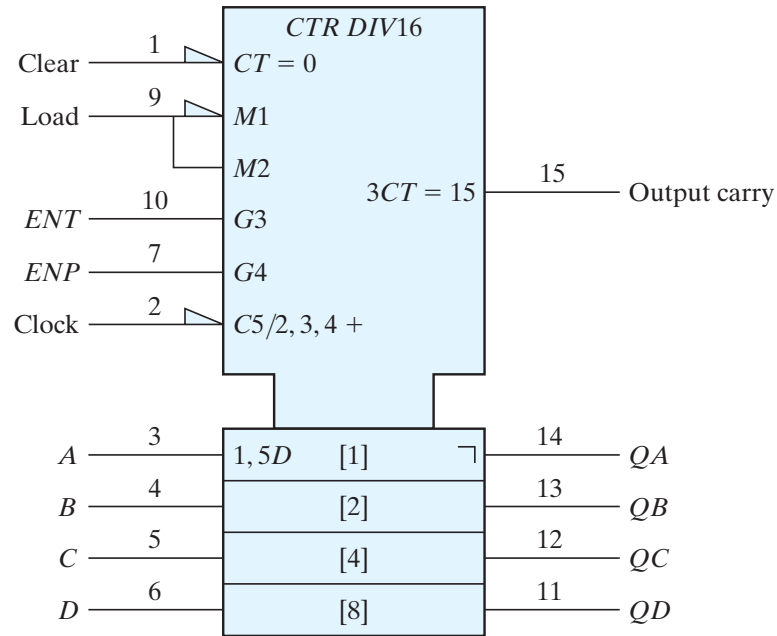 CTR DIV16
Clear 1 CT = 0
Load 9 M1
M2
3CT = 15 15 Output carry
ENT 10 G3
ENP 7 G4
Clock 2 C5/2, 3, 4 +
A 3 1, 5D [1] ㄱ 14 QA
B 4 [2] 13 QB
C 5 [4] 12 QC
D 6 [8] 11 QD